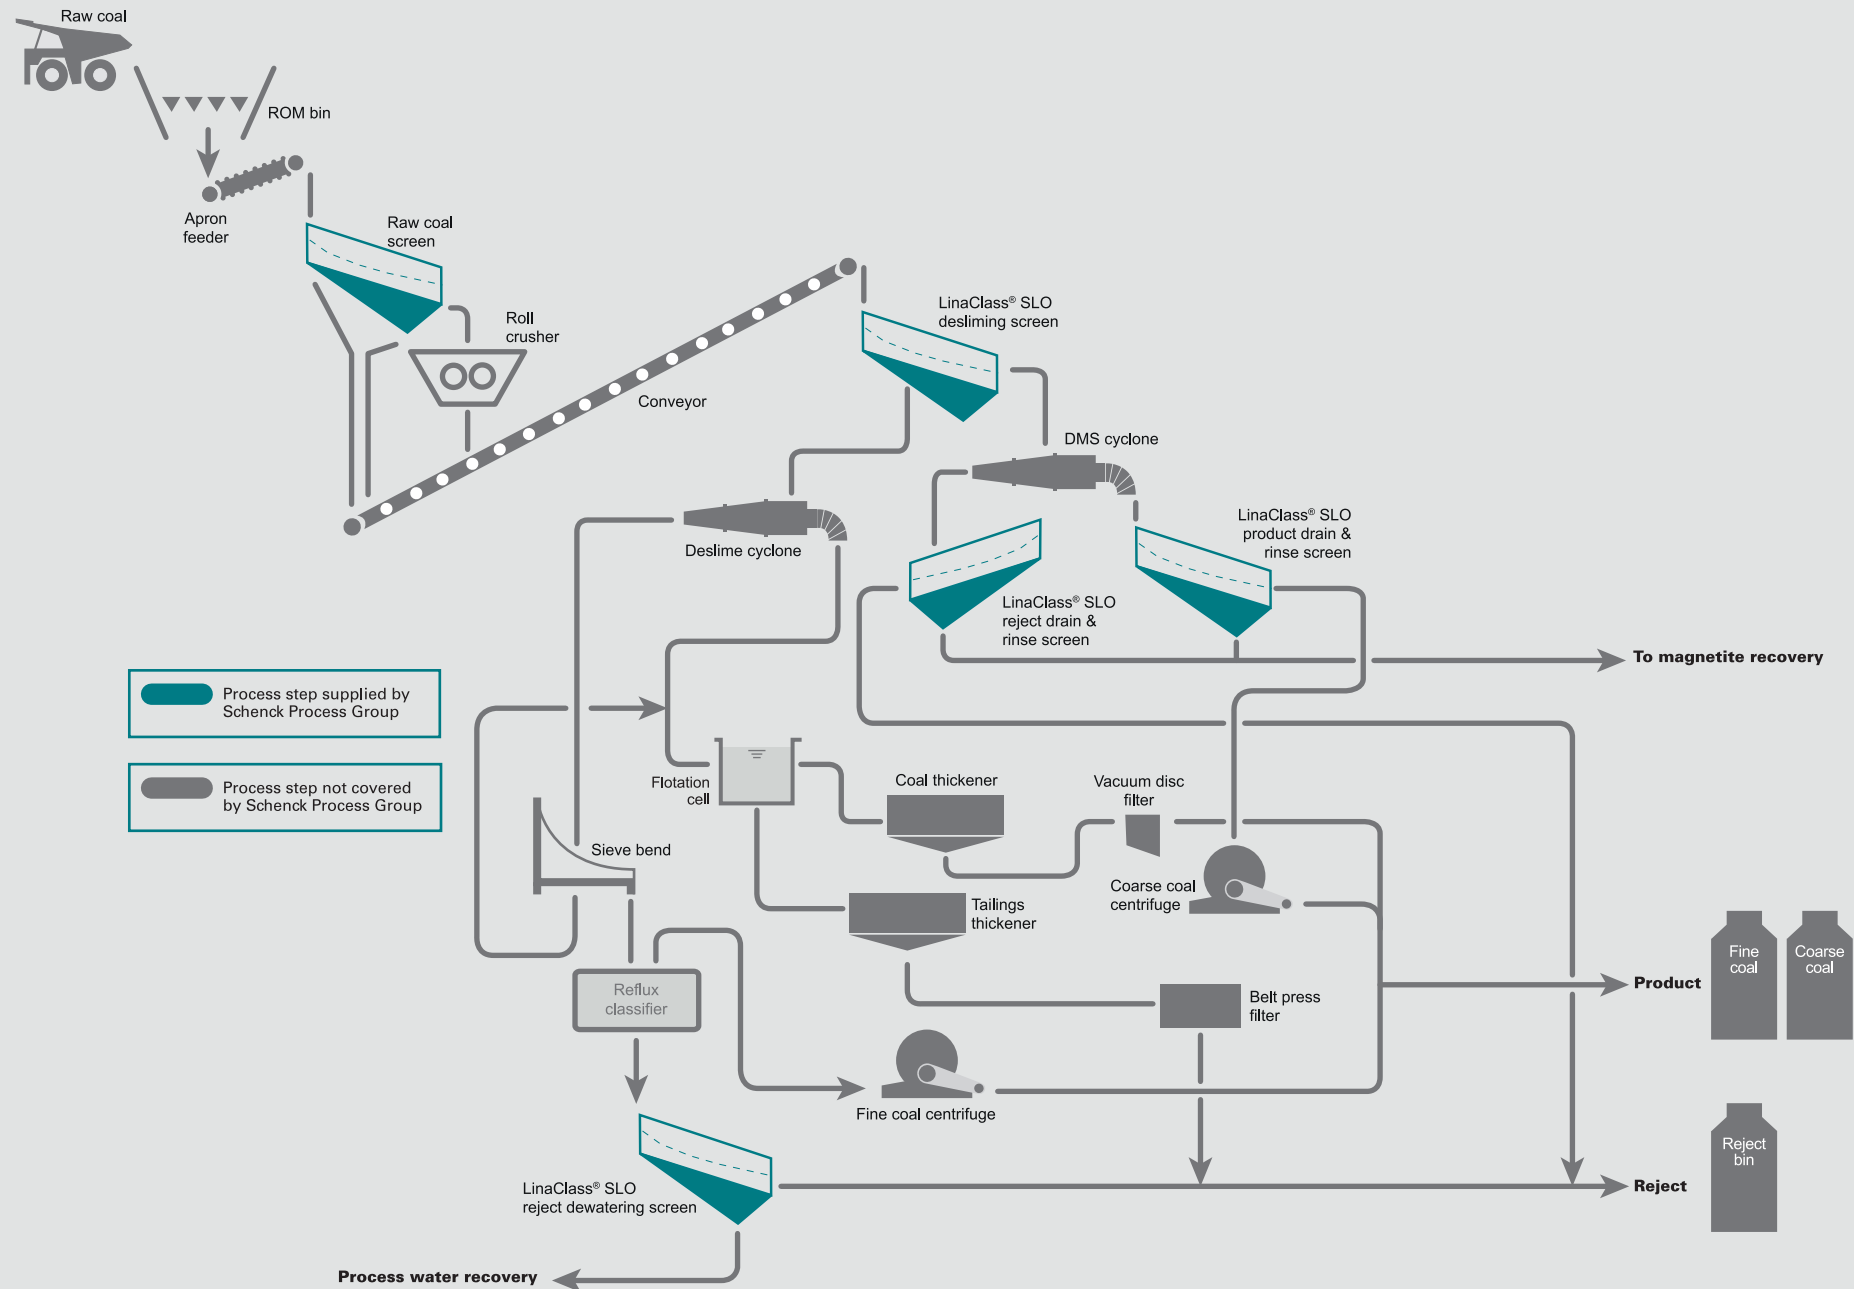 Raw coal
ROM bin
Apron
feeder
Raw coal
screen
Roll
crusher
Conveyor
LinaClass® SLO
desliming screen
DMS cyclone
Deslime cyclone
LinaClass® SLO
product drain &
rinse screen
LinaClass® SLO
reject drain &
rinse screen
To magnetite recovery
Process step supplied by
Schenck Process Group
Process step not covered
by Schenck Process Group
Flotation
cell
Coal thickener
Vacuum disc
filter
Sieve bend
Coarse coal
centrifuge
Tailings
thickener
Reflux
classifier
Belt press
filter
Product
Fine
coal
Coarse
coal
Fine coal centrifuge
Reject
bin
LinaClass® SLO
reject dewatering screen
Reject
Process water recovery